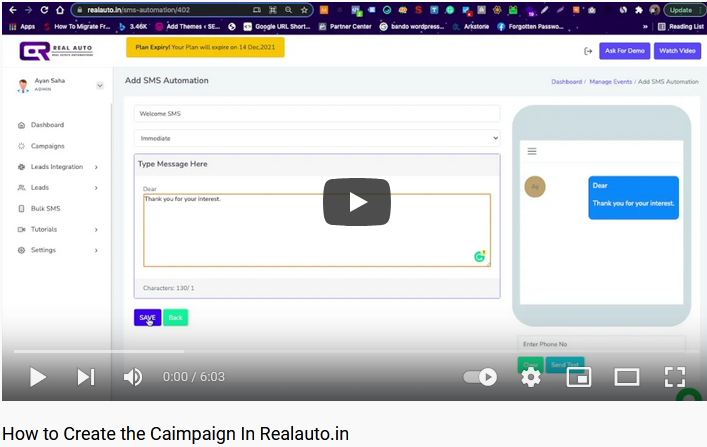 realauto.in/sms-automation/402
Update
Apps
How To Migrate Fr...
3.46K
Add Themes ‹ SE...
Google URL Short...
Partner Center
bando wordpress...
Arkstorie
Forgotten Passwo...
Reading List
REAL AUTO
Plan Expiry! Your Plan will expire on 14 Dec,2021
Ask For Demo
Watch Video
Ayan Saha
ADMIN
Add SMS Automation
Dashboard / Manage Events / Add SMS Automation
Dashboard
Campaigns
Leads Integration
Leads
Bulk SMS
Tutorials
Settings
Welcome SMS
Immediate
Type Message Here
Dear
Thank you for your interest.
Characters: 130/ 1
SAVE
Back
Ay
Dear
Thank you for your interest.
Enter Phone No
Send Test
0:00 / 6:03
How to Create the Caimpaign In Realauto.in